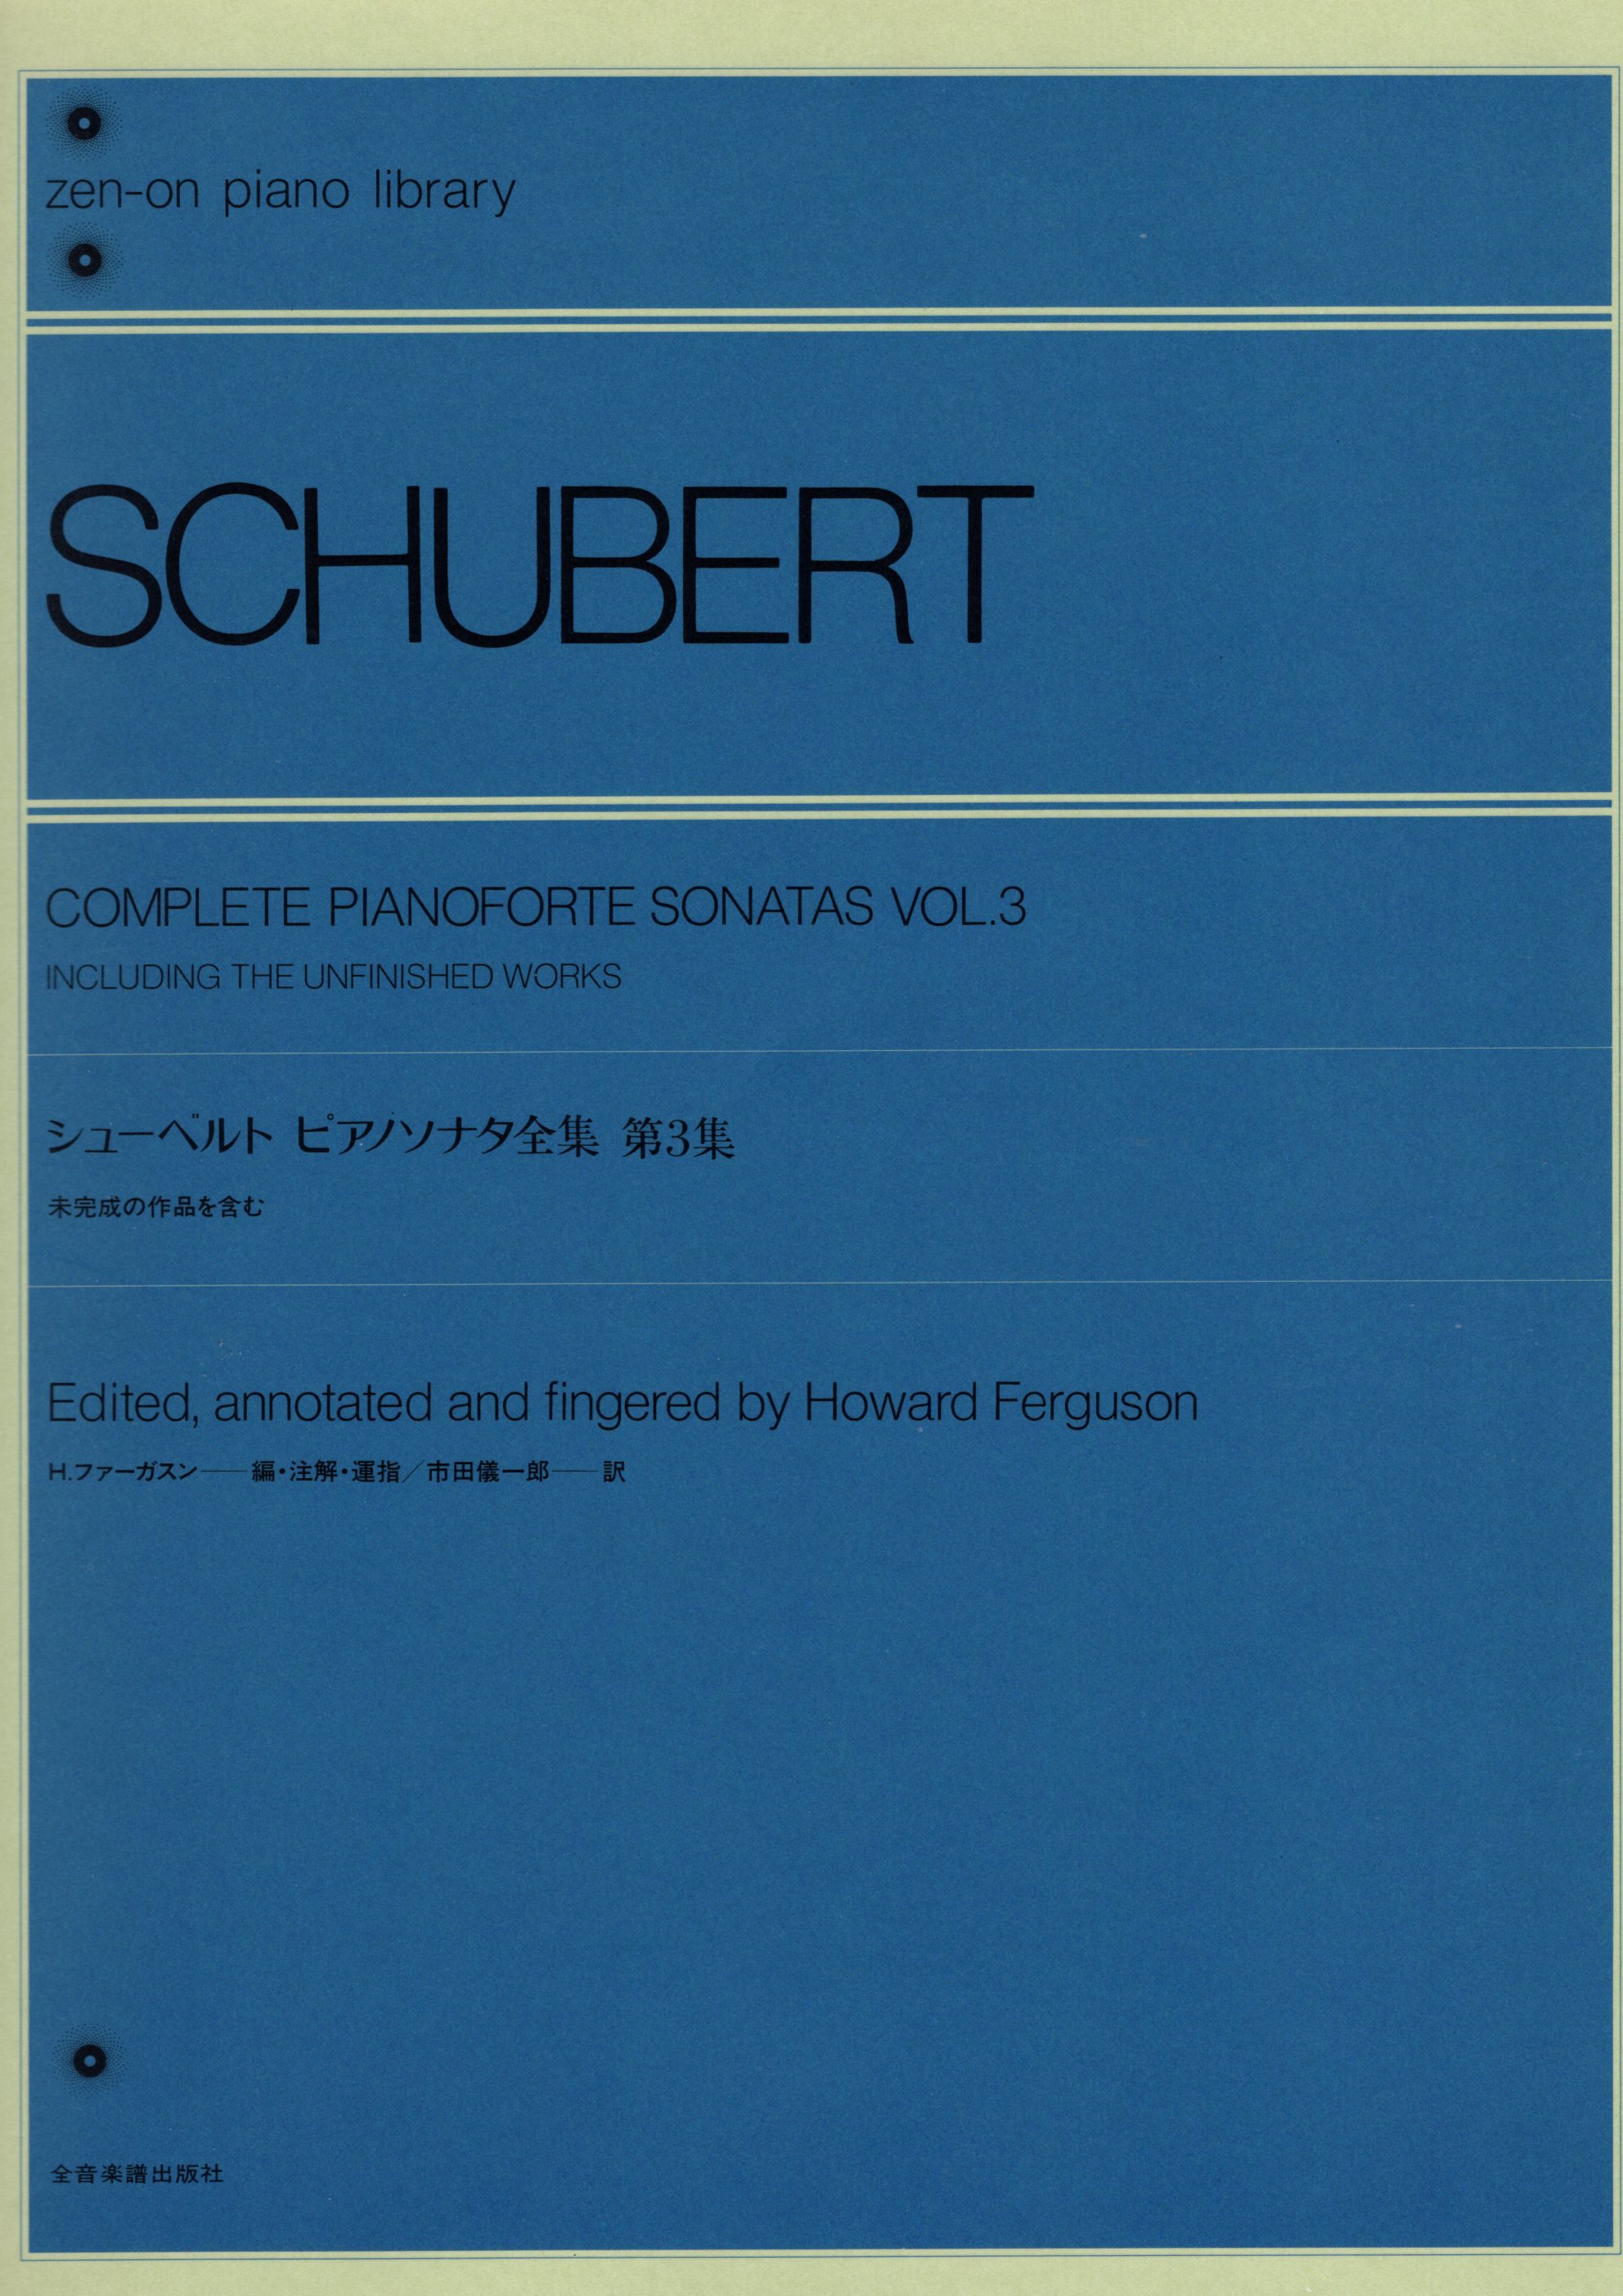 zen-on piano library
SCHUBERT
COMPLETE PIANOFORTE SONATAS VOL.3
INCLUDING THE UNFINISHED WORKS
シューベルト ピアノソナタ全集 第3集
未完成の作品を含む
Edited, annotated and fingered by Howard Ferguson
H.ファーガスン——編・注解・運指／市田儀一郎——訳
全音楽譜出版社